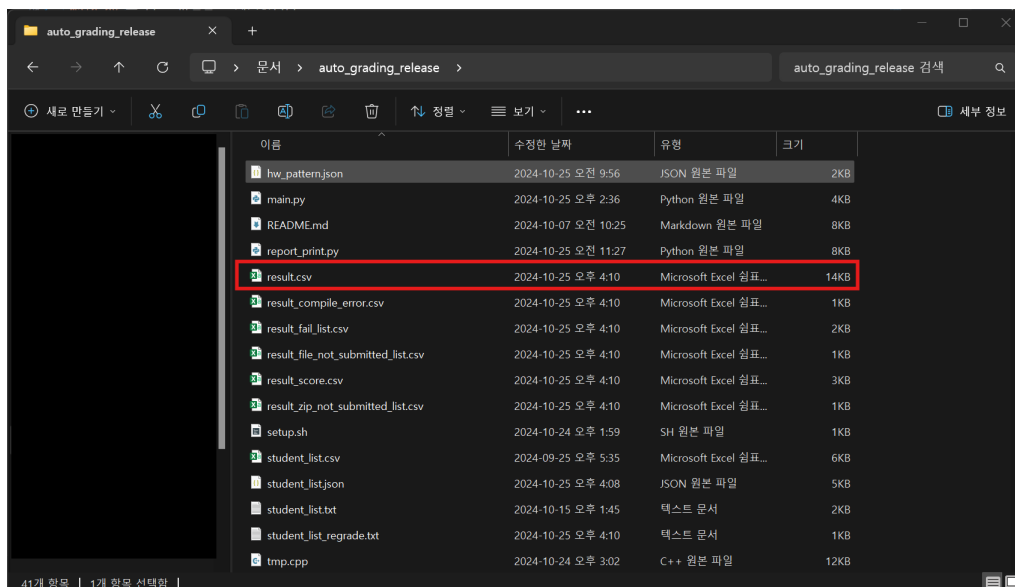 auto_grading_release
문서 > auto_grading_release >
auto_grading_release 검색
새로 만들기
정렬
보기
세부 정보
이름 수정한 날짜 유형 크기
hw_pattern.json 2024-10-25 오전 9:56 JSON 원본 파일 2KB
main.py 2024-10-25 오후 2:36 Python 원본 파일 4KB
README.md 2024-10-07 오전 10:25 Markdown 원본 파일 8KB
report_print.py 2024-10-25 오전 11:27 Python 원본 파일 8KB
result.csv 2024-10-25 오후 4:10 Microsoft Excel 쉼표... 14KB
result_compile_error.csv 2024-10-25 오후 4:10 Microsoft Excel 쉼표... 1KB
result_fail_list.csv 2024-10-25 오후 4:10 Microsoft Excel 쉼표... 2KB
result_file_not_submitted_list.csv 2024-10-25 오후 4:10 Microsoft Excel 쉼표... 1KB
result_score.csv 2024-10-25 오후 4:10 Microsoft Excel 쉼표... 3KB
result_zip_not_submitted_list.csv 2024-10-25 오후 4:10 Microsoft Excel 쉼표... 1KB
setup.sh 2024-10-24 오후 1:59 SH 원본 파일 1KB
student_list.csv 2024-09-25 오후 5:35 Microsoft Excel 쉼표... 6KB
student_list.json 2024-10-25 오후 4:08 JSON 원본 파일 5KB
student_list.txt 2024-10-15 오후 1:45 텍스트 문서 2KB
student_list_regrade.txt 2024-10-25 오후 4:10 텍스트 문서 1KB
tmp.cpp 2024-10-24 오후 3:02 C++ 원본 파일 12KB
41개 항목 | 1개 항목 선택함 |